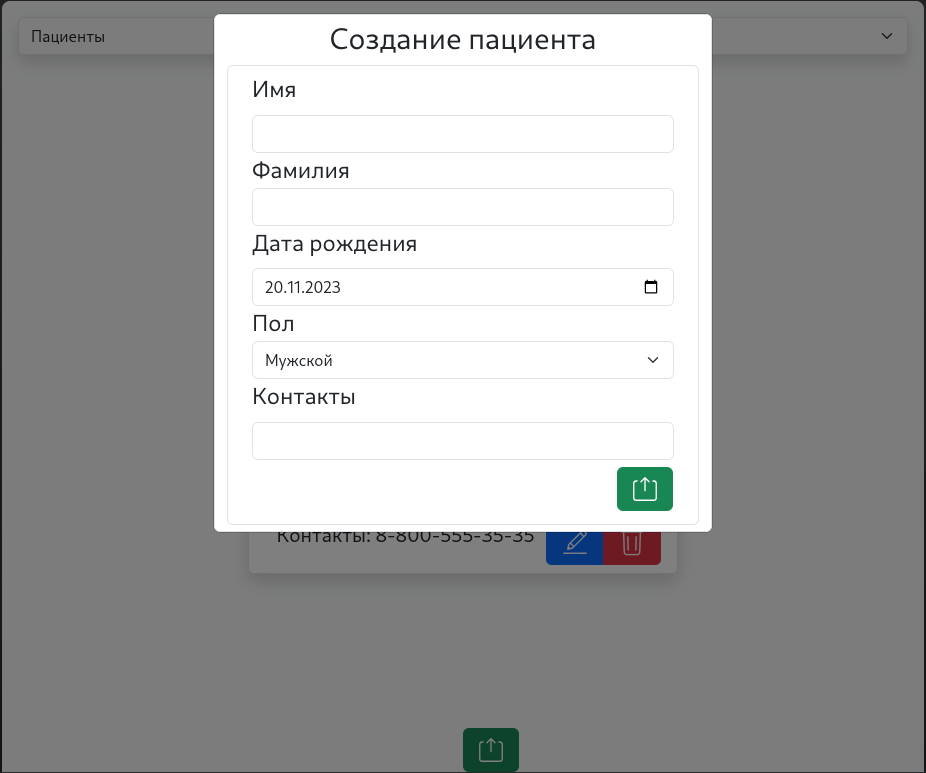 Пациенты
Создание пациента
Имя
Фамилия
Дата рождения
20.11.2023
Пол
Мужской
Контакты
Контакты: 8-800-555-35-35